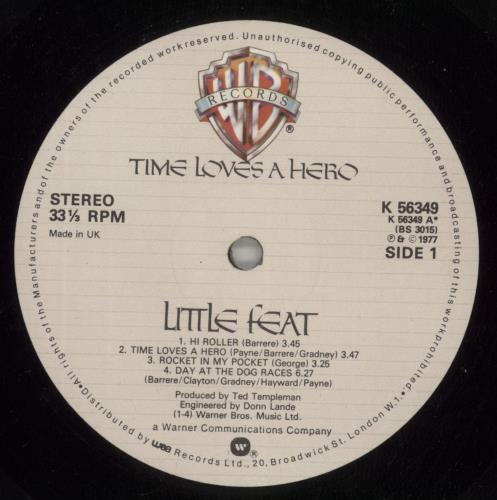 All rights of the Manufacturers and of the owners of the recorded work reserved. Unauthorised copying public performance and broadcasting of this work prohibited.
WB
RECORDS
®
TIME LOVES A HERO
STEREO
33⅓ RPM
Made in UK
K 56349
K 56349 A*
(BS 3015)
℗ & © 1977
SIDE 1
LITTLE FEAT
1. HI ROLLER (Barrere) 3.45
2. TIME LOVES A HERO (Payne/Barrere/Gradney) 3.47
3. ROCKET IN MY POCKET (George) 3.25
4. DAY AT THE DOG RACES 6.27
(Barrere/Clayton/Gradney/Hayward/Payne)
Produced by Ted Templeman
Engineered by Donn Lande
(1-4) Warner Bros. Music Ltd.
a Warner Communications Company
W ®
• Distributed by wea Records Ltd., 20, Broadwick St. London W.1. •